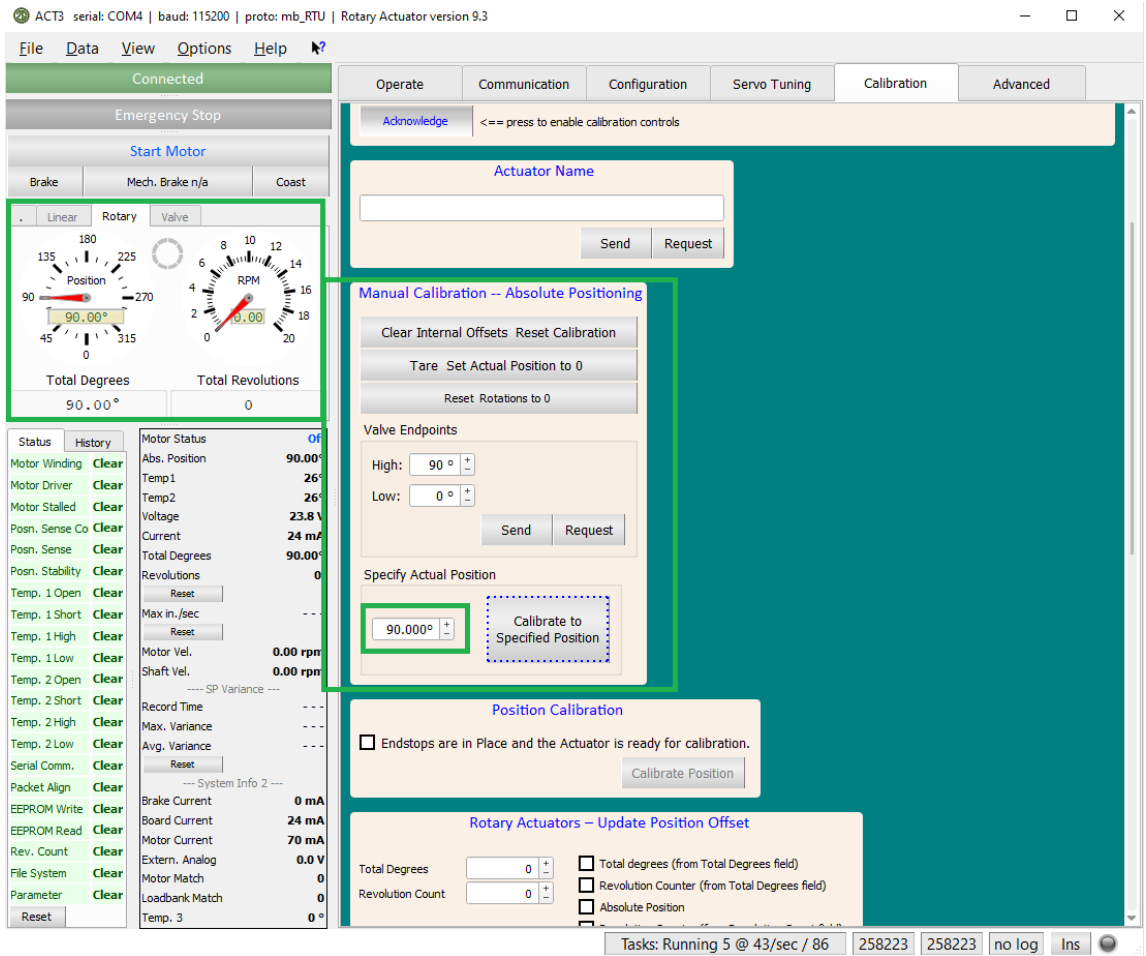 ACT3 serial: COM4 | baud: 115200 | proto: mb_RTU | Rotary Actuator version 9.3
File Data View Options Help
Connected
Emergency Stop
Start Motor
Brake Mech. Brake n/a Coast
. Linear Rotary Valve
180
135 225
Position
90 270
90.00°
45 315
0
8 10 12
6 14
RPM
4 16
2 0.00 18
0 20
Total Degrees Total Revolutions
90.00° 0
Status History
Motor Winding Clear
Motor Driver Clear
Motor Stalled Clear
Posn. Sense Co Clear
Posn. Sense Clear
Posn. Stability Clear
Temp. 1 Open Clear
Temp. 1 Short Clear
Temp. 1 High Clear
Temp. 1 Low Clear
Temp. 2 Open Clear
Temp. 2 Short Clear
Temp. 2 High Clear
Temp. 2 Low Clear
Serial Comm. Clear
Packet Align Clear
EEPROM Write Clear
EEPROM Read Clear
Rev. Count Clear
File System Clear
Parameter Clear
Reset
Motor Status Of
Abs. Position 90.00°
Temp1 26°
Temp2 26°
Voltage 23.8 V
Current 24 mA
Total Degrees 90.00°
Revolutions 0
Reset
Max in./sec - - -
Reset
Motor Vel. 0.00 rpm
Shaft Vel. 0.00 rpm
---- SP Variance ---
Record Time - - -
Max. Variance - - -
Avg. Variance - - -
Reset
--- System Info 2 ---
Brake Current 0 mA
Board Current 24 mA
Motor Current 70 mA
Extern. Analog 0.0 V
Motor Match 0
Loadbank Match 0
Temp. 3 0 °
Operate Communication Configuration Servo Tuning Calibration Advanced
Acknowledge <== press to enable calibration controls
Actuator Name
Send Request
Manual Calibration -- Absolute Positioning
Clear Internal Offsets Reset Calibration
Tare Set Actual Position to 0
Reset Rotations to 0
Valve Endpoints
High: 90 °
Low: 0 °
Send Request
Specify Actual Position
90.000°
Calibrate to
Specified Position
Position Calibration
Endstops are in Place and the Actuator is ready for calibration.
Calibrate Position
Rotary Actuators – Update Position Offset
Total Degrees 0
Revolution Count 0
Total degrees (from Total Degrees field)
Revolution Counter (from Total Degrees field)
Absolute Position
Tasks: Running 5 @ 43/sec / 86 258223 258223 no log Ins